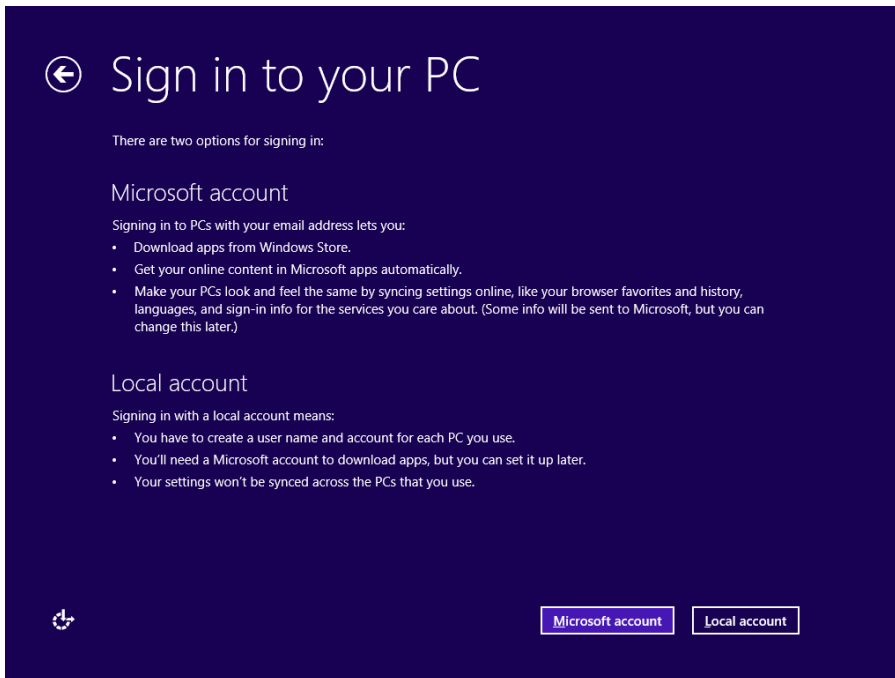 Sign in to your PC
There are two options for signing in:
Microsoft account
Signing in to PCs with your email address lets you:
• Download apps from Windows Store.
• Get your online content in Microsoft apps automatically.
• Make your PCs look and feel the same by syncing settings online, like your browser favorites and history,
languages, and sign-in info for the services you care about. (Some info will be sent to Microsoft, but you can
change this later.)
Local account
Signing in with a local account means:
• You have to create a user name and account for each PC you use.
• You'll need a Microsoft account to download apps, but you can set it up later.
• Your settings won't be synced across the PCs that you use.
Microsoft account
Local account